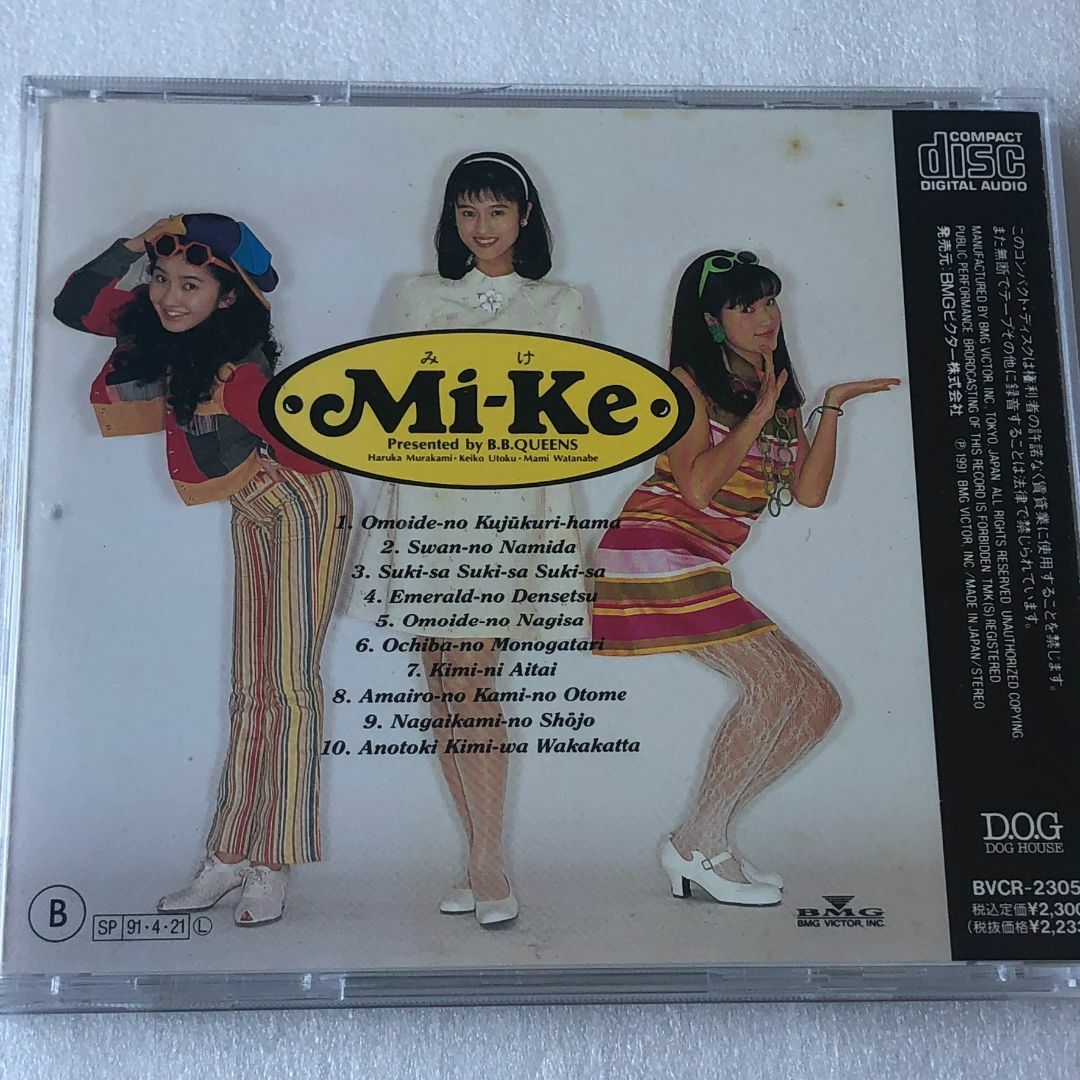 みけ
Mi-Ke
Presented by B.B.QUEENS
Haruka Murakami・Keiko Utoku・Mami Watanabe
1. Omoide-no Kujūkuri-hama
2. Swan-no Namida
3. Suki-sa Suki-sa Suki-sa
4. Emerald-no Densetsu
5. Omoide-no Nagisa
6. Ochiba-no Monogatari
7. Kimi-ni Aitai
8. Amairo-no Kami-no Otome
9. Nagaikami-no Shōjo
10. Anotoki Kimi-wa Wakakatta
B
SP 91・4・21 L
BMG
BMG VICTOR, INC.
COMPACT
disc
DIGITAL AUDIO
このコンパクト・ディスクは権利者の許諾なく賃貸業に使用することを禁じます。
また無断でテープその他に録音することは法律で禁じられています。
MANUFACTURED BY BMG VICTOR, INC., TOKYO, JAPAN. ALL RIGHTS RESERVED. UNAUTHORIZED COPYING,
PUBLIC PERFORMANCE BROADCASTING OF THIS RECORD IS FORBIDDEN. TMK(S) REGISTERED
発売元:BMGビクター株式会社 Ⓟ 1991 BMG VICTOR, INC./MADE IN JAPAN/STEREO
D.O.G
DOG HOUSE
BVCR-2305
税込定価¥2,300
(税抜価格¥2,233